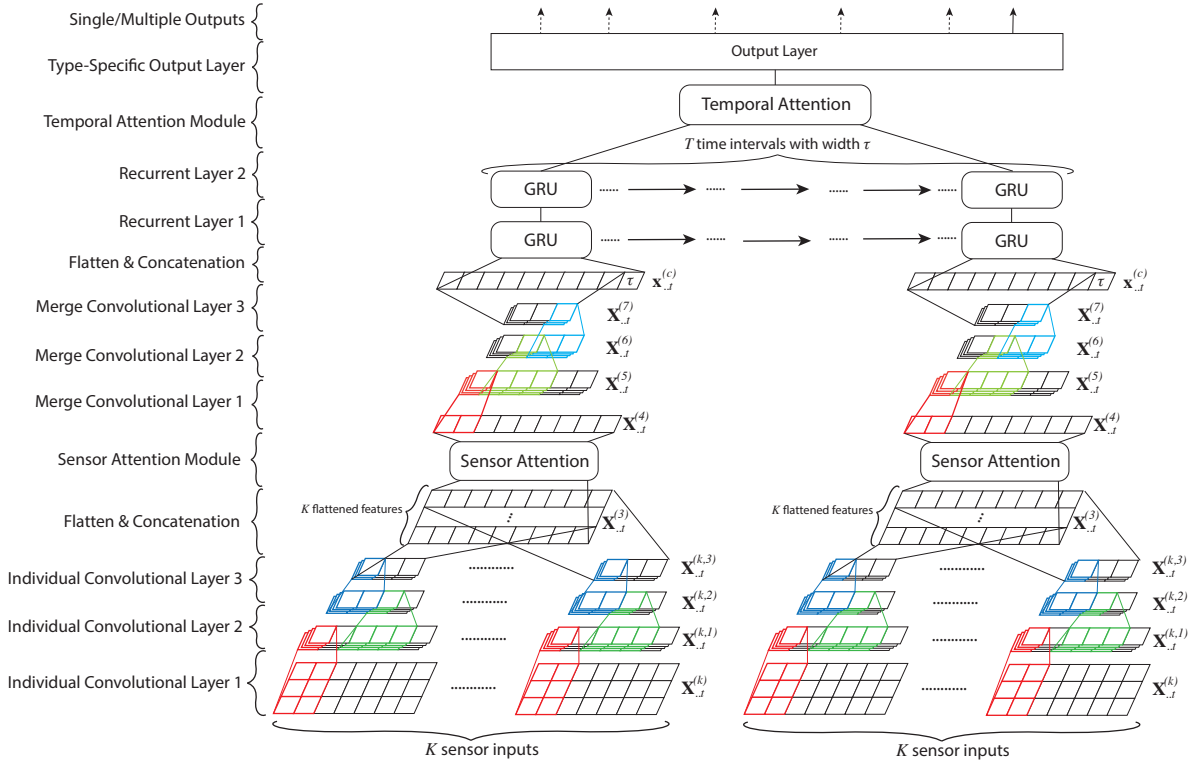 Single/Multiple Outputs
Type-Specific Output Layer
Output Layer
Temporal Attention Module
Temporal Attention
T time intervals with width τ
Recurrent Layer 2
GRU ...... ...... ...... ...... GRU
Recurrent Layer 1
GRU ...... ...... ...... ...... GRU
Flatten & Concatenation
τ x^{(c)}_{..t} τ x^{(c)}_{..t}
Merge Convolutional Layer 3
X^{(7)}_{..t} X^{(7)}_{..t}
Merge Convolutional Layer 2
X^{(6)}_{..t} X^{(6)}_{..t}
Merge Convolutional Layer 1
X^{(5)}_{..t} X^{(5)}_{..t}
X^{(4)}_{..t} X^{(4)}_{..t}
Sensor Attention Module
Sensor Attention Sensor Attention
Flatten & Concatenation
K flattened features ⋮ X^{(3)}_{..t} K flattened features ⋮ X^{(3)}_{..t}
Individual Convolutional Layer 3
........... X^{(k,3)}_{..t} ........... X^{(k,3)}_{..t}
Individual Convolutional Layer 2
........... X^{(k,2)}_{..t} ........... X^{(k,2)}_{..t}
........... X^{(k,1)}_{..t} ........... X^{(k,1)}_{..t}
Individual Convolutional Layer 1
........... X^{(k)}_{..t} ........... X^{(k)}_{..t}
K sensor inputs K sensor inputs